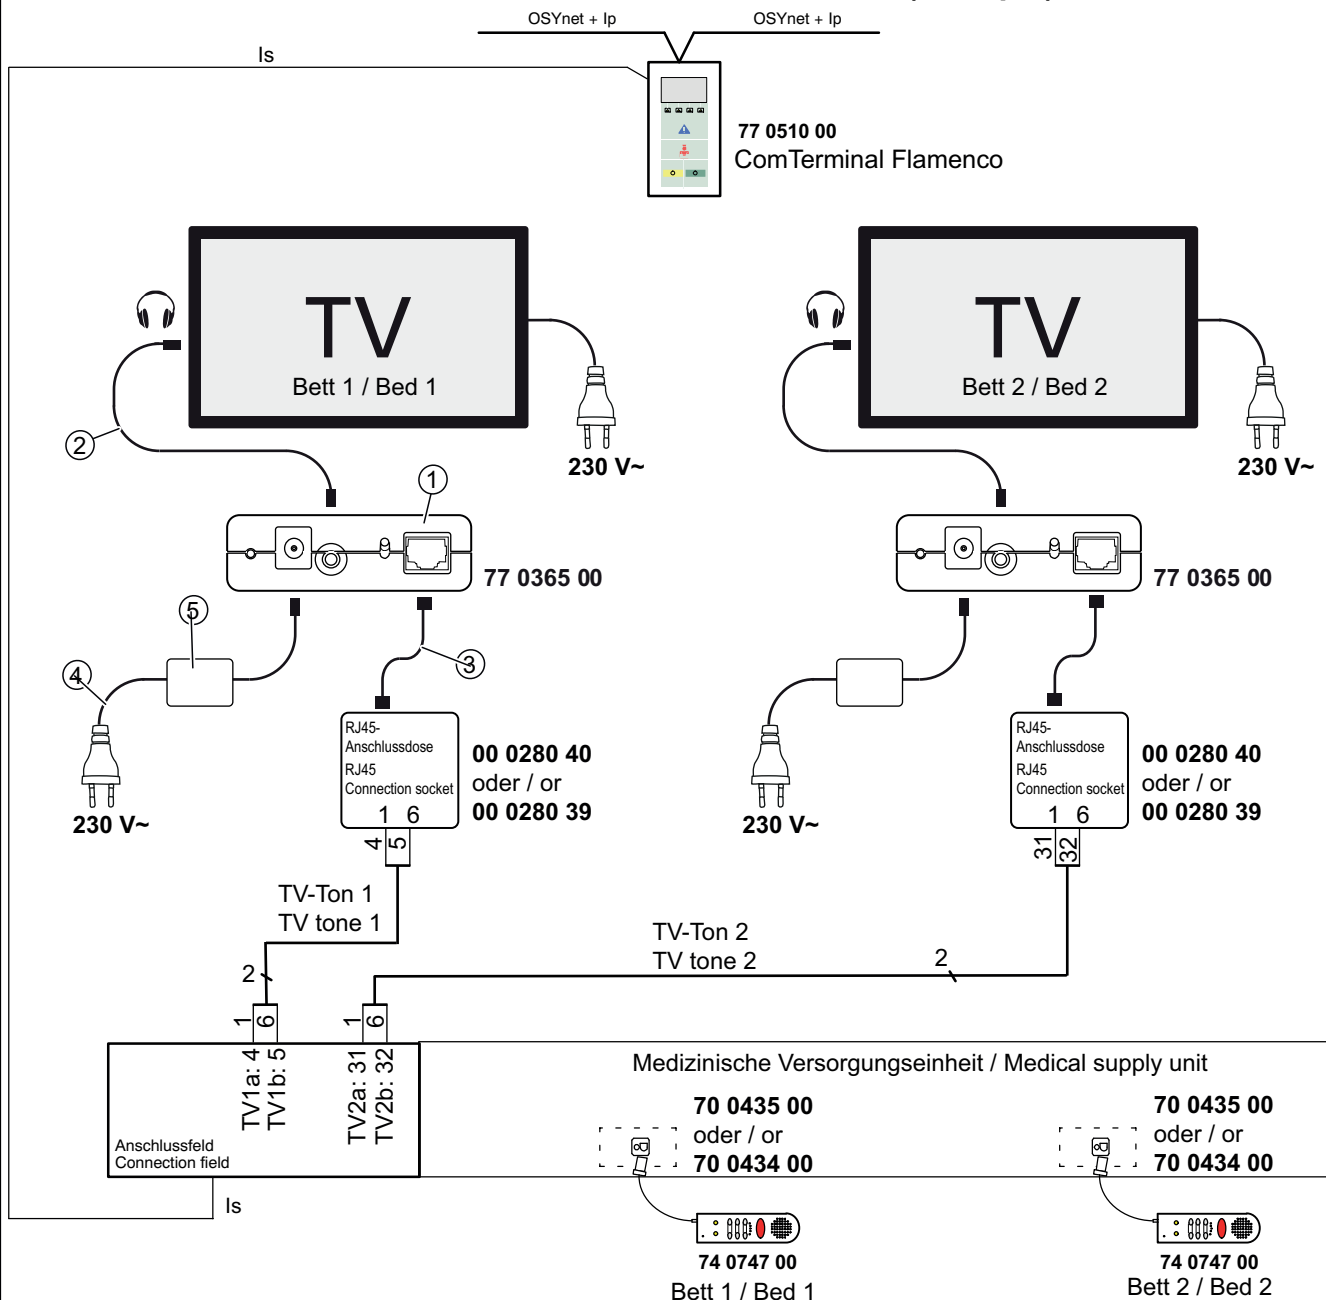 OSYnet + Ip
OSYnet + Ip
Is
77 0510 00
ComTerminal Flamenco
TV
Bett 1 / Bed 1
TV
Bett 2 / Bed 2
2
230 V~
230 V~
1
77 0365 00
77 0365 00
5
3
4
RJ45-
Anschlussdose
RJ45
Connection socket
1 6
00 0280 40
oder / or
00 0280 39
RJ45-
Anschlussdose
RJ45
Connection socket
1 6
00 0280 40
oder / or
00 0280 39
230 V~
230 V~
4
5
31
32
TV-Ton 1
TV tone 1
TV-Ton 2
TV tone 2
2
2
1
6
1
6
TV1a: 4
TV1b: 5
TV2a: 31
TV2b: 32
Anschlussfeld
Connection field
Medizinische Versorgungseinheit / Medical supply unit
70 0435 00
oder / or
70 0434 00
70 0435 00
oder / or
70 0434 00
Is
74 0747 00
Bett 1 / Bed 1
74 0747 00
Bett 2 / Bed 2